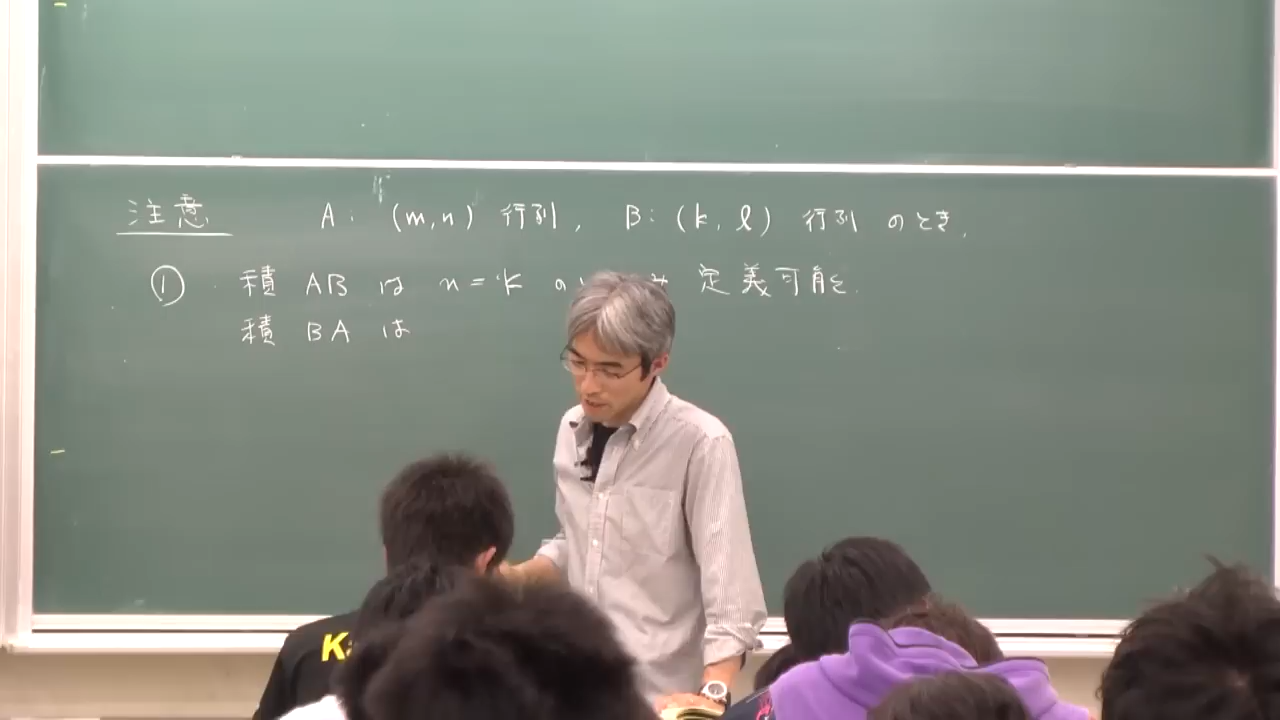 注意 A: (m,n) 行列, B: (k, l) 行列 のとき,
① 積 AB は n=k の み 定義可能.
積 BA は
K